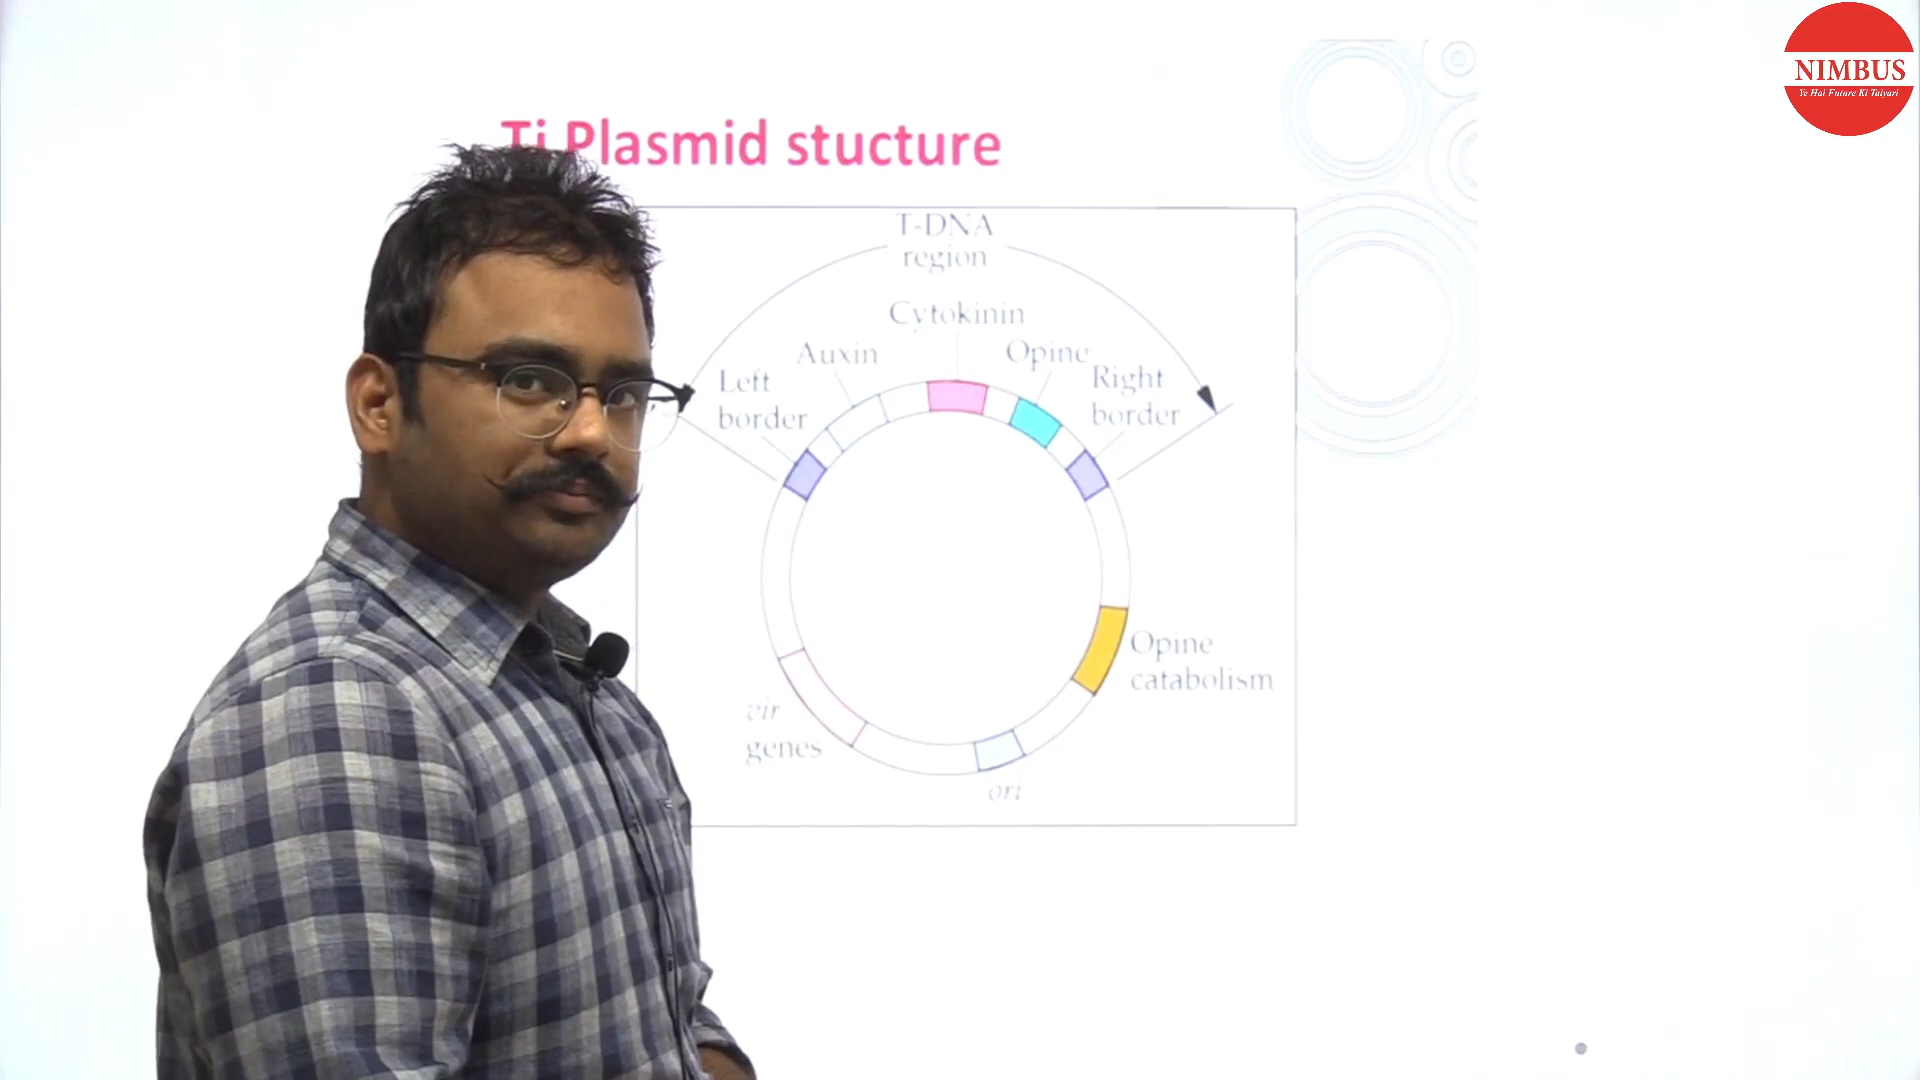 NIMBUS
Ye Hai Future Ki Taiyari
Ti Plasmid stucture
T-DNA
region
Cytokinin
Auxin
Opine
Left
border
Right
border
Opine
catabolism
vir
genes
ori